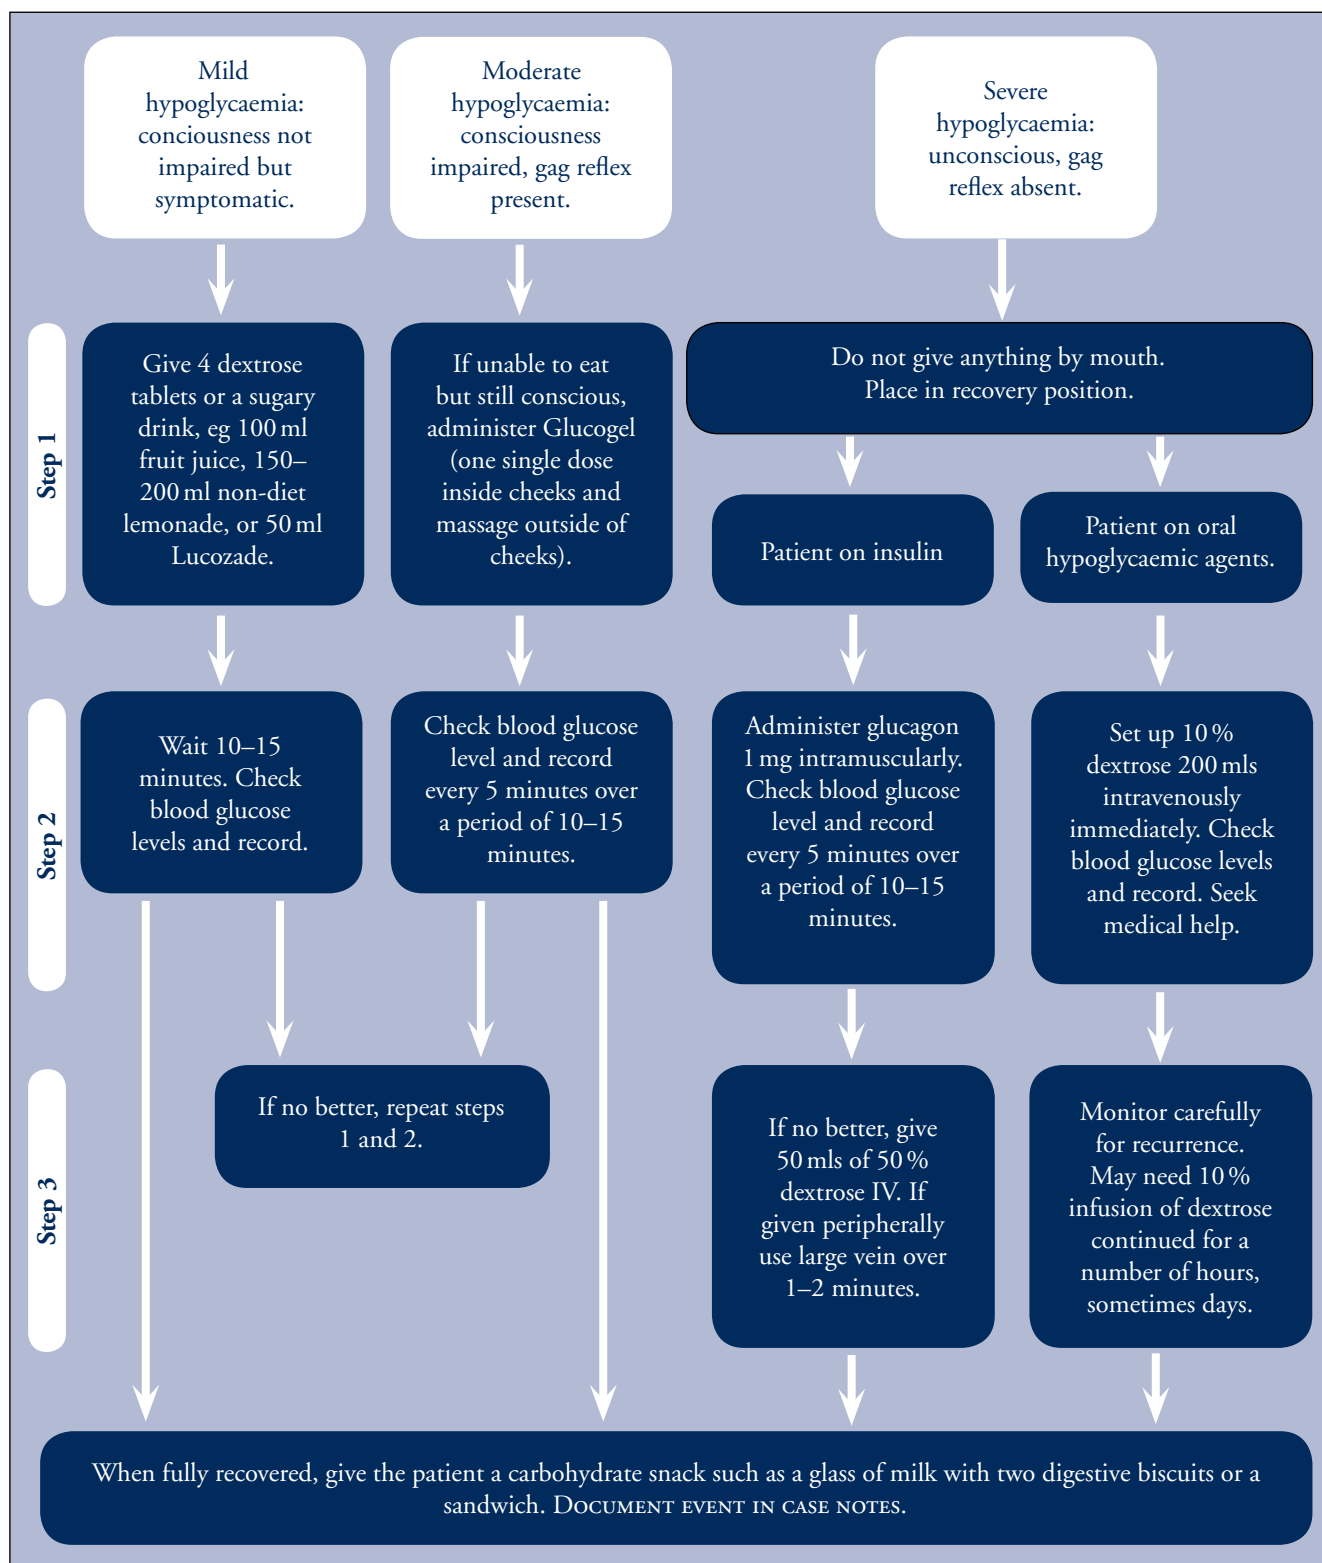 Mild
hypoglycaemia:
conciousness not
impaired but
symptomatic.
Moderate
hypoglycaemia:
consciousness
impaired, gag reflex
present.
Severe
hypoglycaemia:
unconscious, gag
reflex absent.
Step 1
Give 4 dextrose
tablets or a sugary
drink, eg 100 ml
fruit juice, 150–
200 ml non-diet
lemonade, or 50 ml
Lucozade.
If unable to eat
but still conscious,
administer Glucogel
(one single dose
inside cheeks and
massage outside of
cheeks).
Do not give anything by mouth.
Place in recovery position.
Patient on insulin
Patient on oral
hypoglycaemic agents.
Step 2
Wait 10–15
minutes. Check
blood glucose
levels and record.
Check blood glucose
level and record
every 5 minutes over
a period of 10–15
minutes.
Administer glucagon
1 mg intramuscularly.
Check blood glucose
level and record
every 5 minutes over
a period of 10–15
minutes.
Set up 10 %
dextrose 200 mls
intravenously
immediately. Check
blood glucose levels
and record. Seek
medical help.
Step 3
If no better, repeat steps
1 and 2.
If no better, give
50 mls of 50 %
dextrose IV. If
given peripherally
use large vein over
1–2 minutes.
Monitor carefully
for recurrence.
May need 10 %
infusion of dextrose
continued for a
number of hours,
sometimes days.
When fully recovered, give the patient a carbohydrate snack such as a glass of milk with two digestive biscuits or a
sandwich. DOCUMENT EVENT IN CASE NOTES.